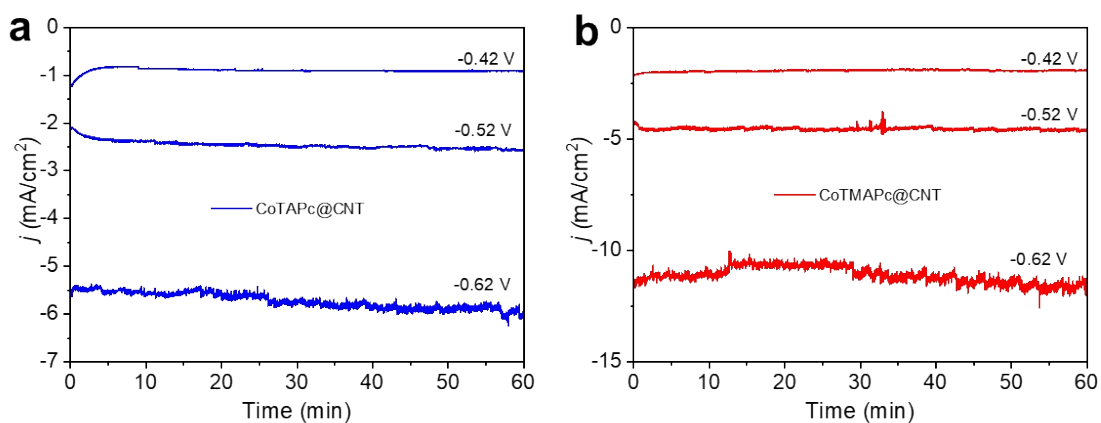 a
0
-1
-2
-3
-4
-5
-6
-7
j (mA/cm²)
-0.42 V
-0.52 V
CoTAPc@CNT
-0.62 V
0 10 20 30 40 50 60
Time (min)
b
0
-5
-10
-15
j (mA/cm²)
-0.42 V
-0.52 V
CoTMAPc@CNT
-0.62 V
0 10 20 30 40 50 60
Time (min)